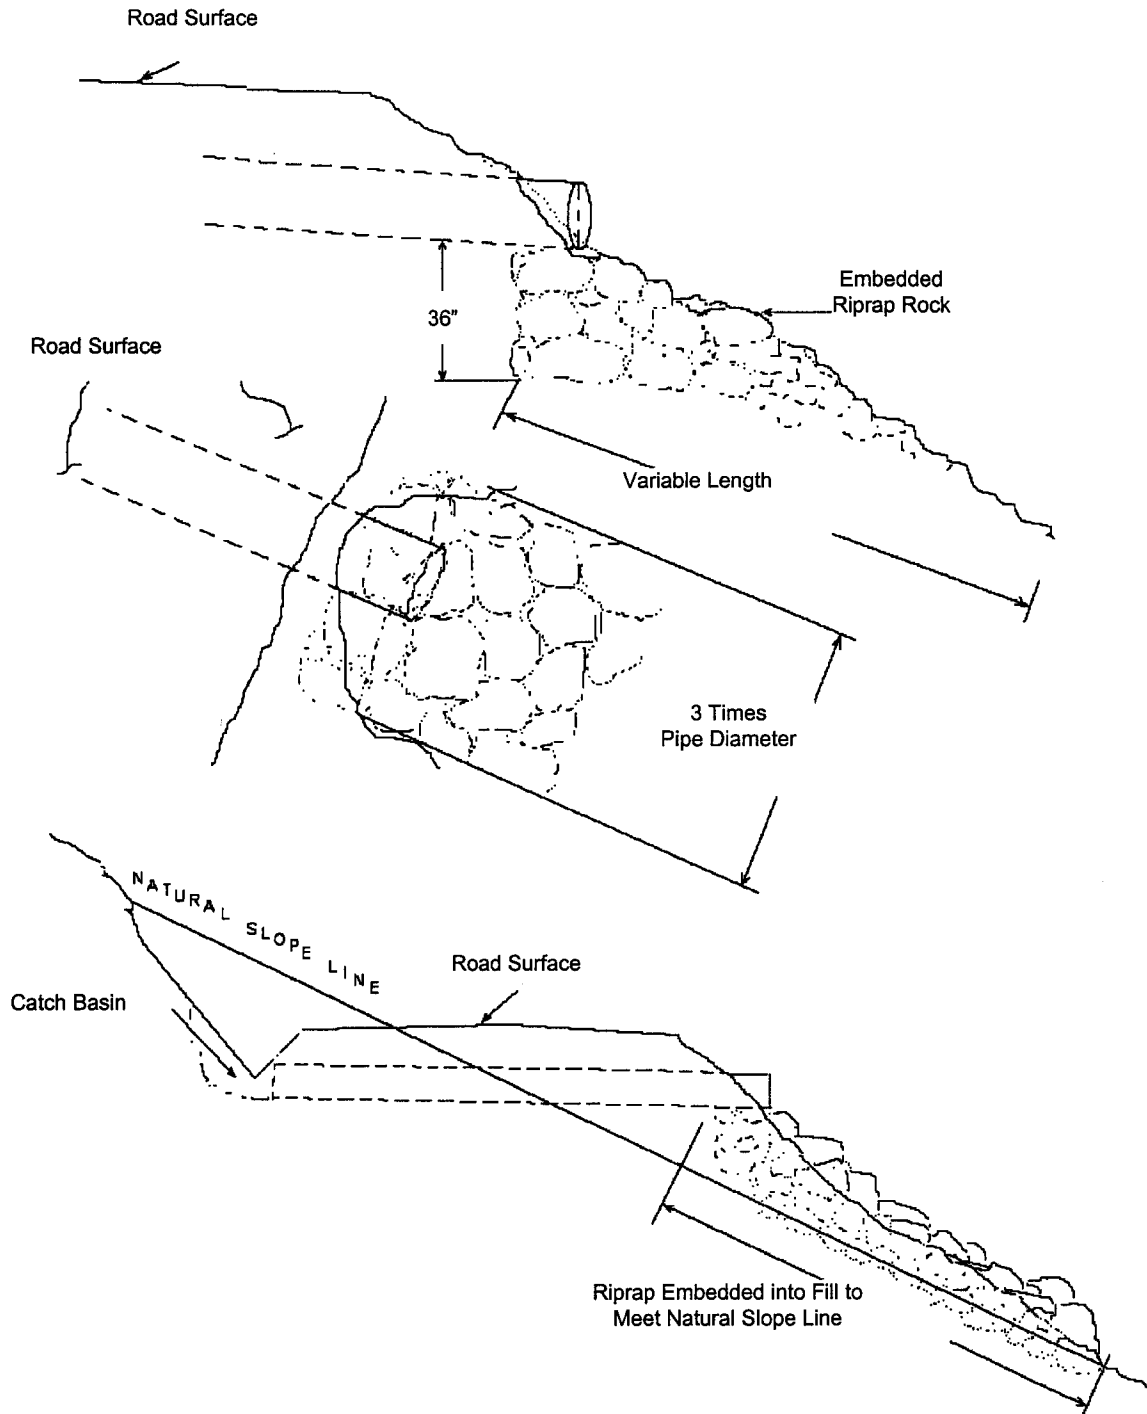 Road Surface
Embedded
Riprap Rock
36"
Road Surface
Variable Length
3 Times
Pipe Diameter
NATURAL SLOPE LINE
Road Surface
Catch Basin
Riprap Embedded into Fill to
Meet Natural Slope Line